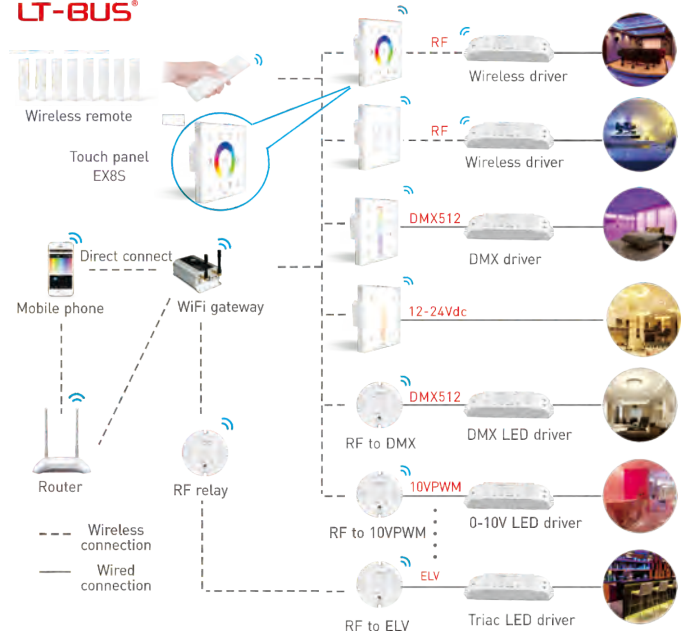 LT-BUS®
Wireless remote
Touch panel
EX8S
RF
Wireless driver
RF
Wireless driver
DMX512
DMX driver
12-24Vdc
Direct connect
Mobile phone
WiFi gateway
DMX512
RF to DMX
DMX LED driver
Router
RF relay
10VPWM
RF to 10VPWM
0-10V LED driver
Wireless
connection
Wired
connection
ELV
RF to ELV
Triac LED driver